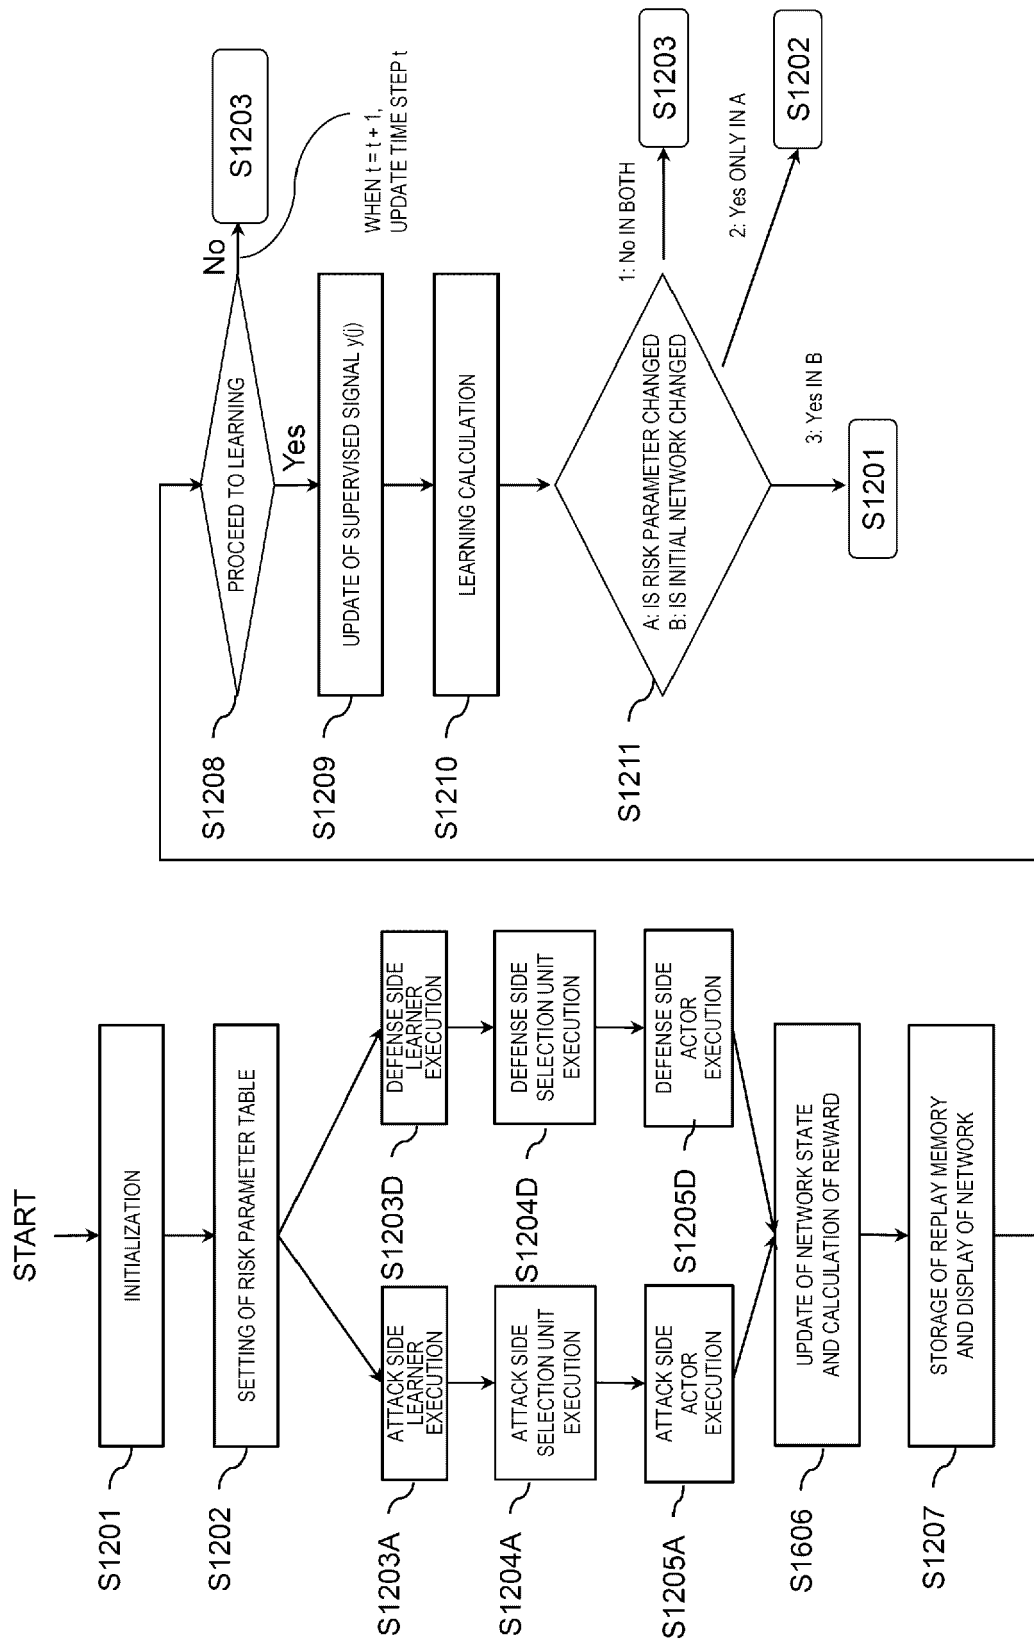 START
S1201
INITIALIZATION
S1202
SETTING OF RISK PARAMETER TABLE
S1203A
ATTACK SIDE
LEARNER
EXECUTION
S1203D
DEFENSE SIDE
LEARNER
EXECUTION
S1204A
ATTACK SIDE
SELECTION UNIT
EXECUTION
S1204D
DEFENSE SIDE
SELECTION UNIT
EXECUTION
S1205A
ATTACK SIDE
ACTOR
EXECUTION
S1205D
DEFENSE SIDE
ACTOR
EXECUTION
S1606
UPDATE OF NETWORK STATE
AND CALCULATION OF REWARD
S1207
STORAGE OF REPLAY MEMORY
AND DISPLAY OF NETWORK
S1208
PROCEED TO LEARNING
No
S1203
WHEN t = t + 1,
UPDATE TIME STEP t
Yes
S1209
UPDATE OF SUPERVISED SIGNAL y(j)
S1210
LEARNING CALCULATION
S1211
A: IS RISK PARAMETER CHANGED
B: IS INITIAL NETWORK CHANGED
1: No IN BOTH
S1203
2: Yes ONLY IN A
S1202
3: Yes IN B
S1201